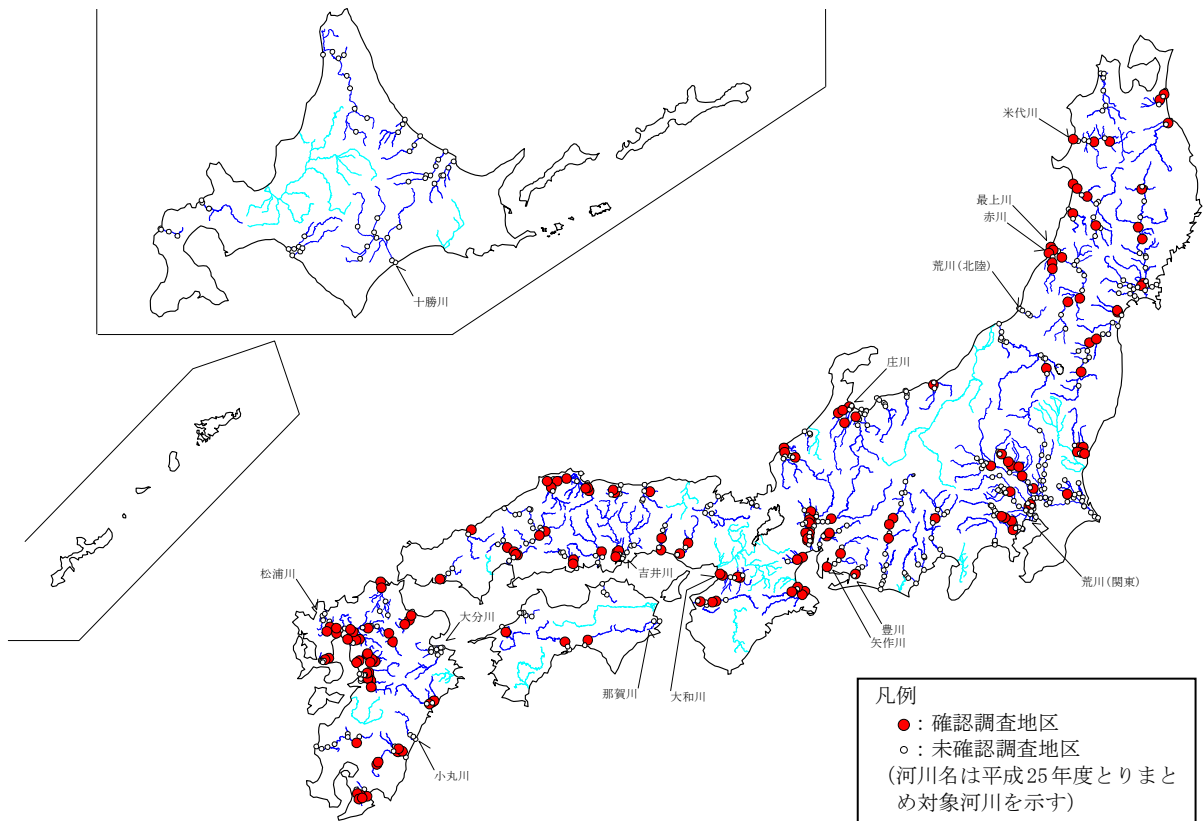 米代川
最上川
赤川
荒川(北陸)
十勝川
庄川
吉井川
荒川(関東)
松浦川
大分川
豊川
矢作川
那賀川
大和川
小丸川
凡例
：確認調査地区
：未確認調査地区
(河川名は平成25年度とりまと
め対象河川を示す)